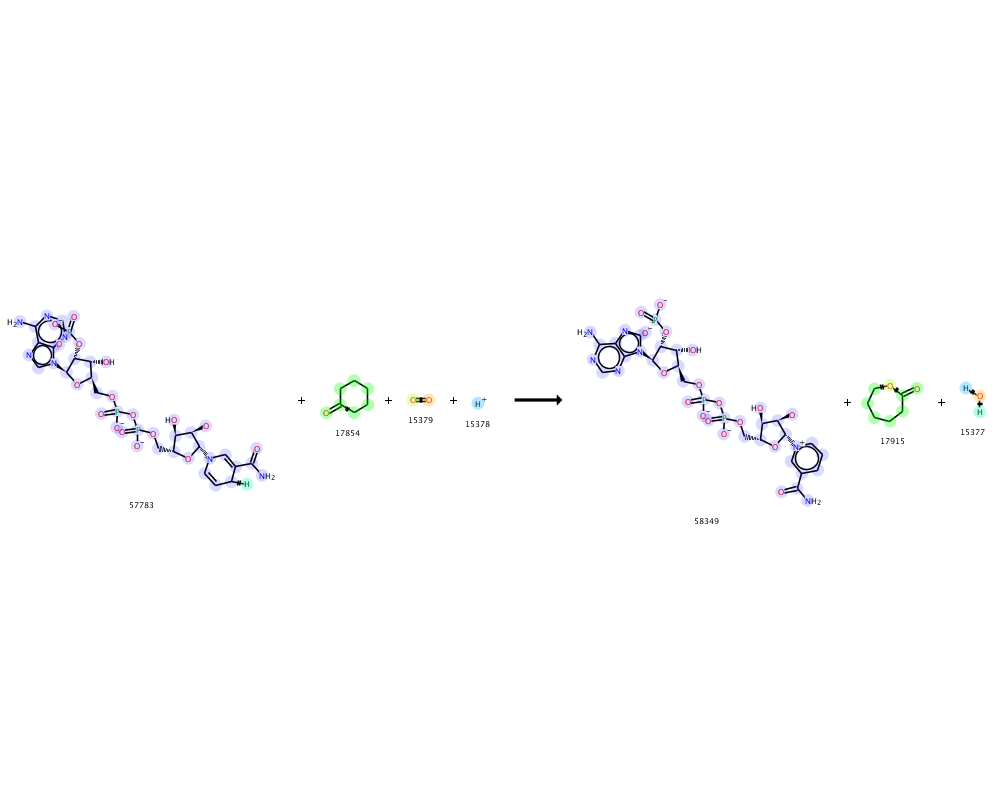 H₂N N N N N O P O O⁻ O OH O O O P O⁻ O O P O O⁻ O HO O O N O NH₂ H
57783
+
O
17854
+
O O
15379
+
H⁺
15378
H₂N N N N N O P O O⁻ O⁻ O OH O O P O O⁻ O P O O⁻ O HO O O N⁺ O NH₂
58349
+
O O
17915
+
H O H
15377